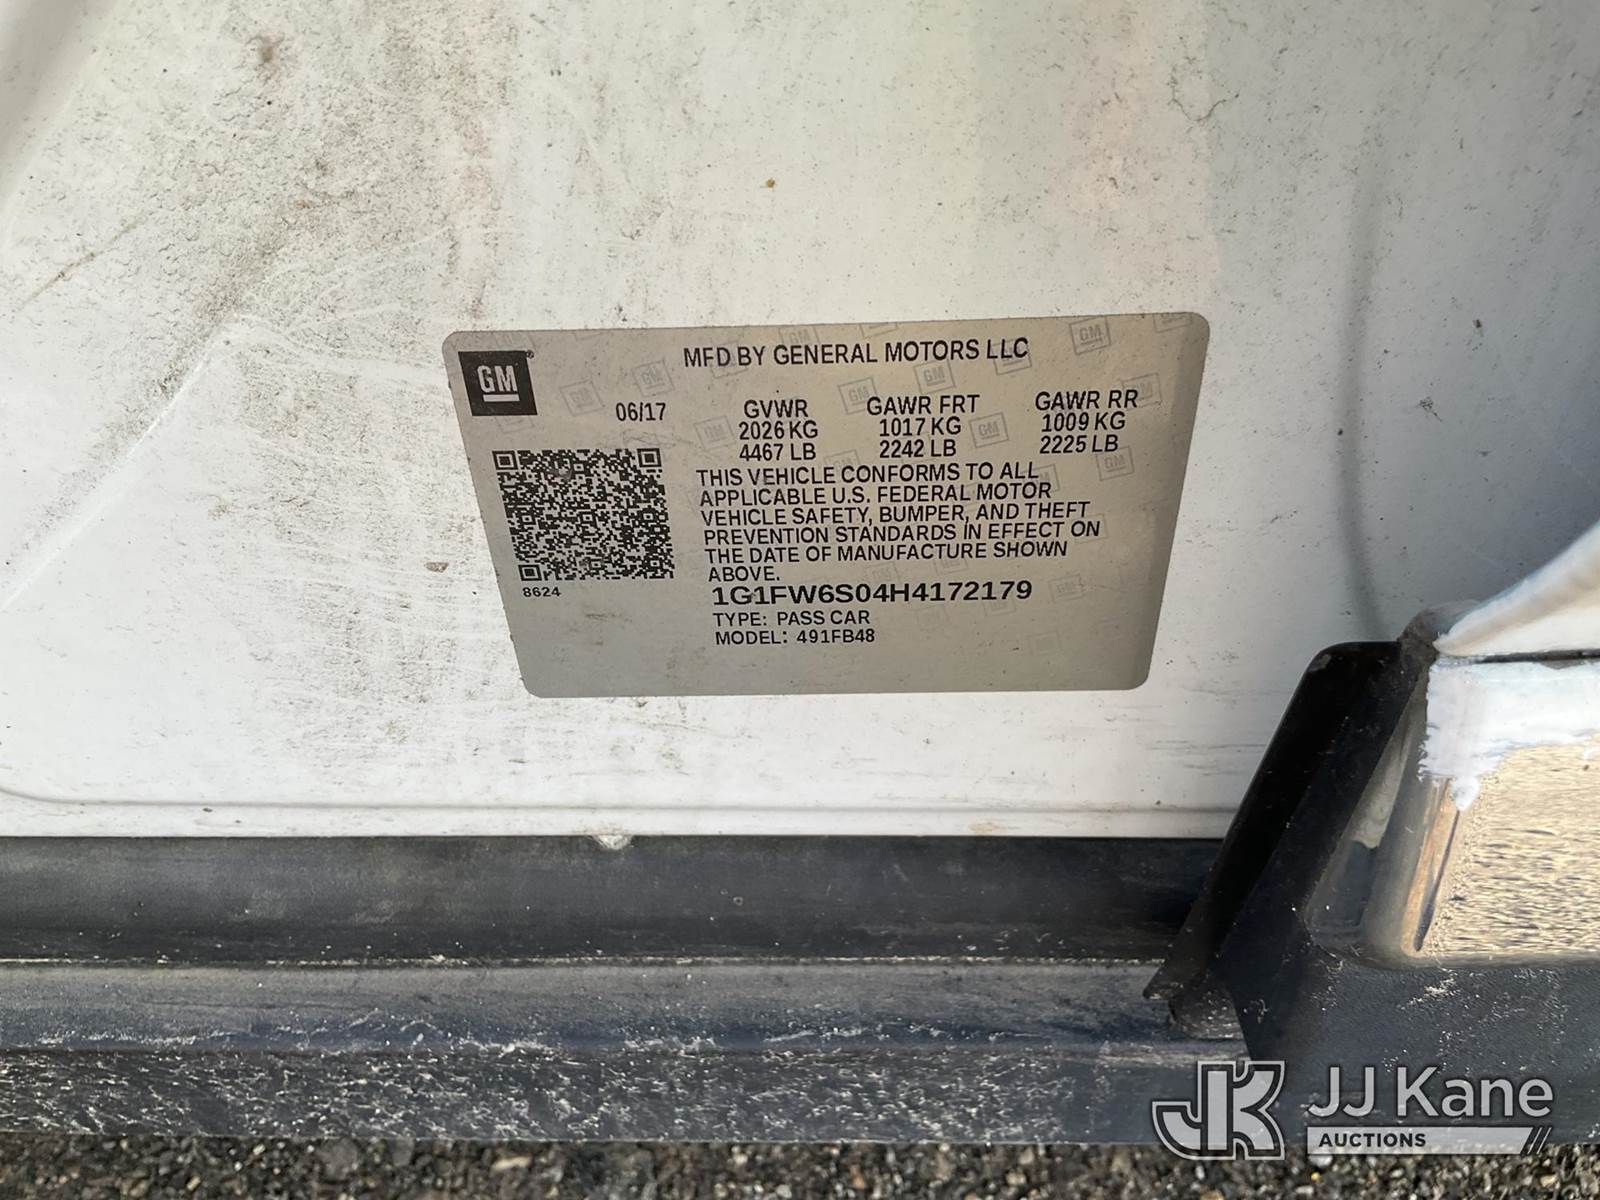 GM
MFD BY GENERAL MOTORS LLC
06/17
GVWR GAWR FRT GAWR RR
2026 KG 1017 KG 1009 KG
4467 LB 2242 LB 2225 LB
THIS VEHICLE CONFORMS TO ALL
APPLICABLE U.S. FEDERAL MOTOR
VEHICLE SAFETY, BUMPER, AND THEFT
PREVENTION STANDARDS IN EFFECT ON
THE DATE OF MANUFACTURE SHOWN
ABOVE.
8624
1G1FW6S04H4172179
TYPE: PASS CAR
MODEL: 491FB48
JK JJ Kane
AUCTIONS